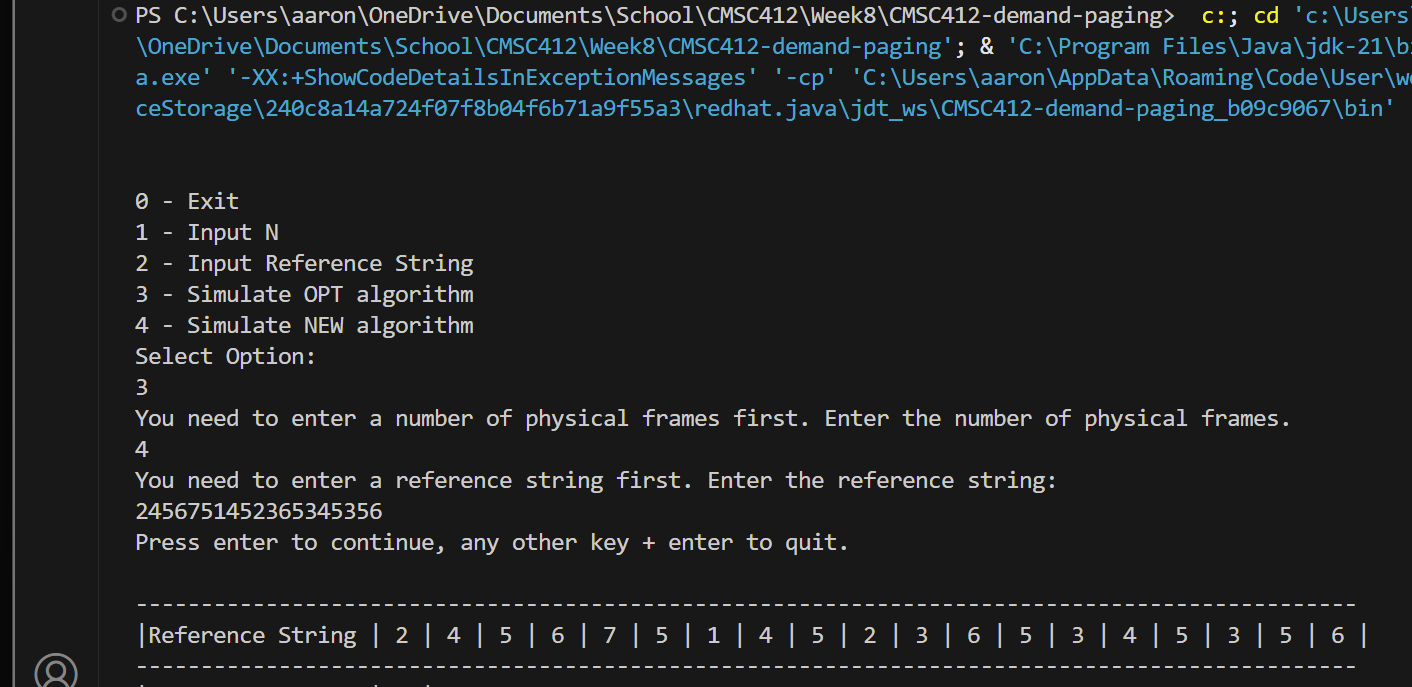 PS C:\Users\aaron\OneDrive\Documents\School\CMSC412\Week8\CMSC412-demand-paging>  c:; cd 'c:\Users\
\OneDrive\Documents\School\CMSC412\Week8\CMSC412-demand-paging'; & 'C:\Program Files\Java\jdk-21\b
a.exe' '-XX:+ShowCodeDetailsInExceptionMessages' '-cp' 'C:\Users\aaron\AppData\Roaming\Code\User\w
ceStorage\240c8a14a724f07f8b04f6b71a9f55a3\redhat.java\jdt_ws\CMSC412-demand-paging_b09c9067\bin'
0 - Exit
1 - Input N
2 - Input Reference String
3 - Simulate OPT algorithm
4 - Simulate NEW algorithm
Select Option:
3
You need to enter a number of physical frames first. Enter the number of physical frames.
4
You need to enter a reference string first. Enter the reference string:
2456751452365345356
Press enter to continue, any other key + enter to quit.
----------------------------------------------------------------------------------------------
|Reference String | 2 | 4 | 5 | 6 | 7 | 5 | 1 | 4 | 5 | 2 | 3 | 6 | 5 | 3 | 4 | 5 | 3 | 5 | 6 |
----------------------------------------------------------------------------------------------